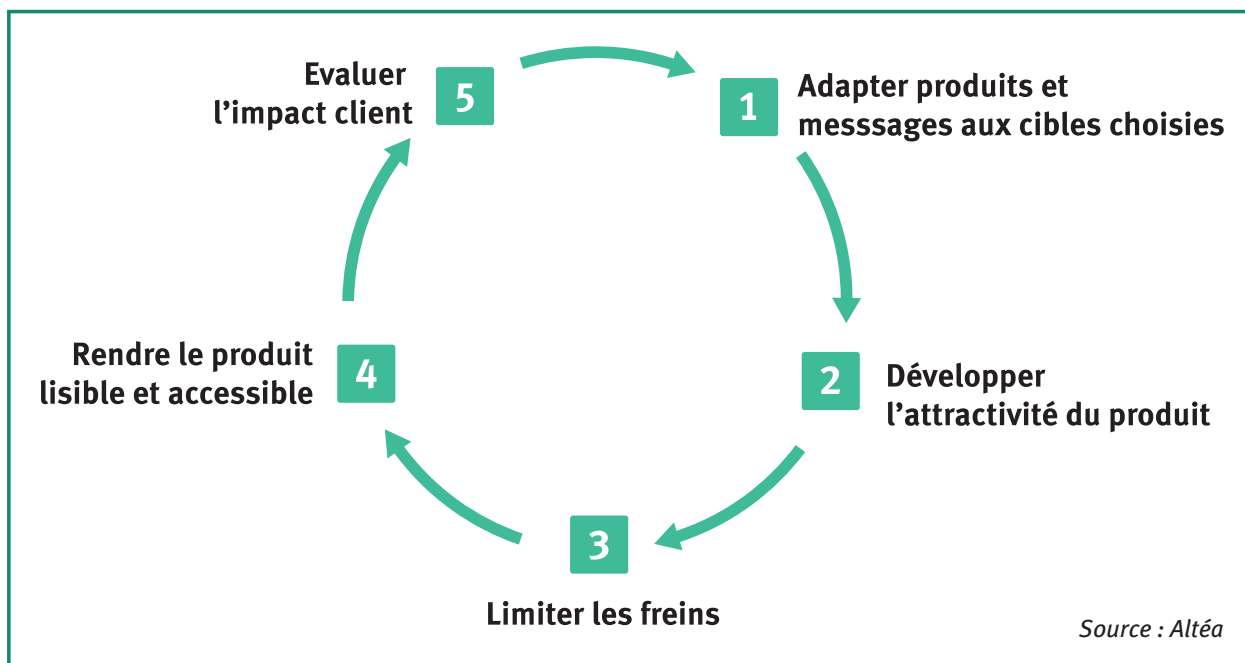 1
Adapter produits et
messsages aux cibles choisies
2
Développer
l’attractivité du produit
3
Limiter les freins
4
Rendre le produit
lisible et accessible
5
Evaluer
l’impact client
Source : Altéa